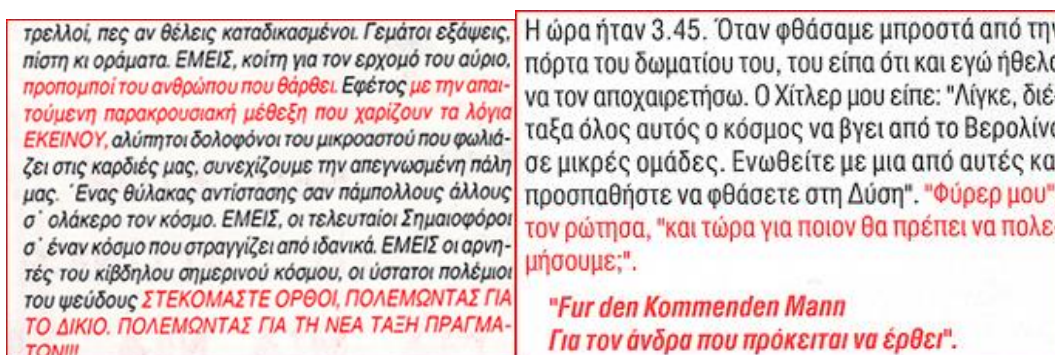 τρελλοί, πες αν θέλεις καταδικασμένοι. Γεμάτοι εξάψεις,
πίστη κι οράματα. ΕΜΕΙΣ, κοίτη για τον ερχομό του αύριο,
προπομποί του ανθρώπου που θάρθει. Εφέτος με την απαι-
τούμενη παρακρουσιακή μέθεξη που χαρίζουν τα λόγια
ΕΚΕΙΝΟΥ, αλύπητοι δολοφόνοι του μικροαστού που φωλιά-
ζει στις καρδιές μας, συνεχίζουμε την απεγνωσμένη πάλη
μας. Ένας θύλακας αντίστασης σαν πάμπολλους άλλους
σ' ολάκερο τον κόσμο. ΕΜΕΙΣ, οι τελευταίοι Σημαιοφόροι
σ' έναν κόσμο που στραγγίζει από ιδανικά. ΕΜΕΙΣ οι αρνη-
τές του κίβδηλου σημερινού κόσμου, οι ύστατοι πολέμιοι
του ψεύδους ΣΤΕΚΟΜΑΣΤΕ ΟΡΘΟΙ, ΠΟΛΕΜΩΝΤΑΣ ΓΙΑ
ΤΟ ΔΙΚΙΟ. ΠΟΛΕΜΩΝΤΑΣ ΓΙΑ ΤΗ ΝΕΑ ΤΑΞΗ ΠΡΑΓΜΑ-
ΤΩΝ!!!
Η ώρα ήταν 3.45. Όταν φθάσαμε μπροστά από την
πόρτα του δωματίου του, του είπα ότι και εγώ ήθελα
να τον αποχαιρετήσω. Ο Χίτλερ μου είπε: "Λίγκε, διέ-
ταξα όλος αυτός ο κόσμος να βγει από το Βερολίνο
σε μικρές ομάδες. Ενωθείτε με μια από αυτές και
προσπαθήστε να φθάσετε στη Δύση". "Φύρερ μου"
τον ρώτησα, "και τώρα για ποιον θα πρέπει να πολε-
μήσουμε;".
"Fur den Kommenden Mann
Για τον άνδρα που πρόκειται να έρθει".